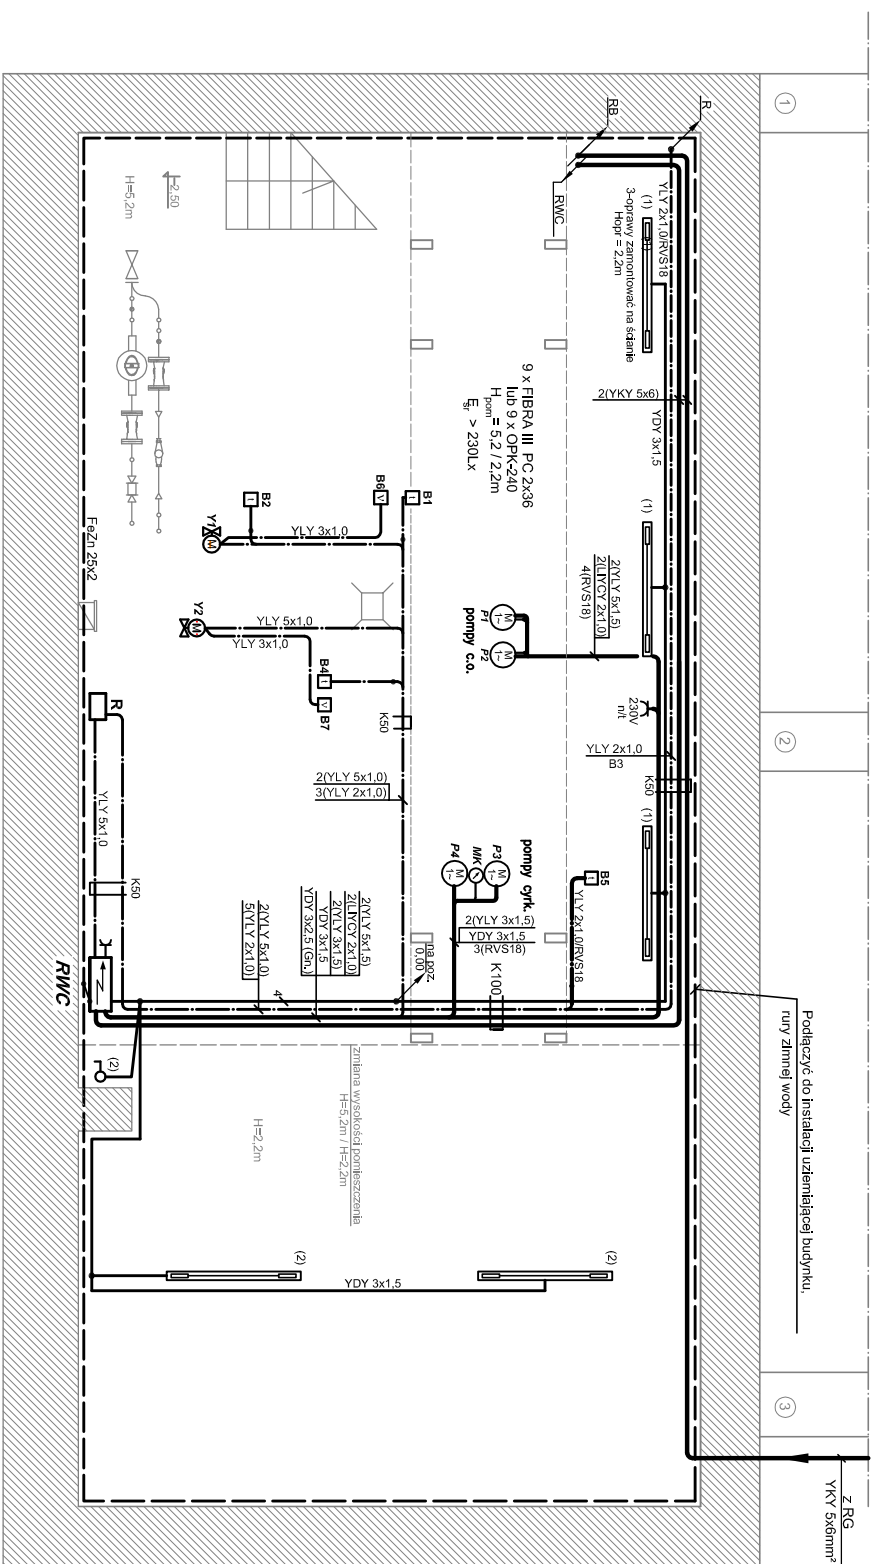 1
2
3
R
RB
RWC
YLY 2x1,0/RVS18
(1)
(1)
3-oprawy zamontować na ścianie
Hopr = 2,2m
2(YKY 5x6)
YDY 3x1,5
-2,50
H=5,2m
9 x FIBRA III PC 2x36
lub 9 x OPK-240
H pom = 5,2 / 2,2m
E śr > 230Lx
(1)
2(YLY 5x1,5)
2(LIYCY 2x1,0)
4(RVS18)
M
1~
P1
M
1~
P2
pompy c.o.
230V
n/t
YLY 2x1,0
B3
K50
(1)
B1
t
B6
V
B2
t
Y1
M
YLY 3x1,0
Y2
M
YLY 5x1,0
YLY 3x1,0
B4
t
B7
V
K50
2(YLY 5x1,0)
3(YLY 2x1,0)
FeZn 25x2
R
YLY 5x1,0
K50
pompy cyrk.
P3
M
1~
MK
P4
M
1~
B5
t
YLY 2x1,0/RVS18
2(YLY 3x1,5)
YDY 3x1,5
3(RVS18)
K100
na poz.
0,00
2(YLY 5x1,5)
2(LIYCY 2x1,0)
2(YLY 3x1,5)
YDY 3x1,5
YDY 3x2,5 (Gn.)
2(YLY 5x1,0)
5(YLY 2x1,0)
4
RWC
(2)
Podłączyć do instalacji uziemiającej budynku,
rury zimnej wody
zmiana wysokości pomieszczenia
H=5,2m / H=2,2m
H=2,2m
(2)
(2)
YDY 3x1,5
z RG
YKY 5x6mm²